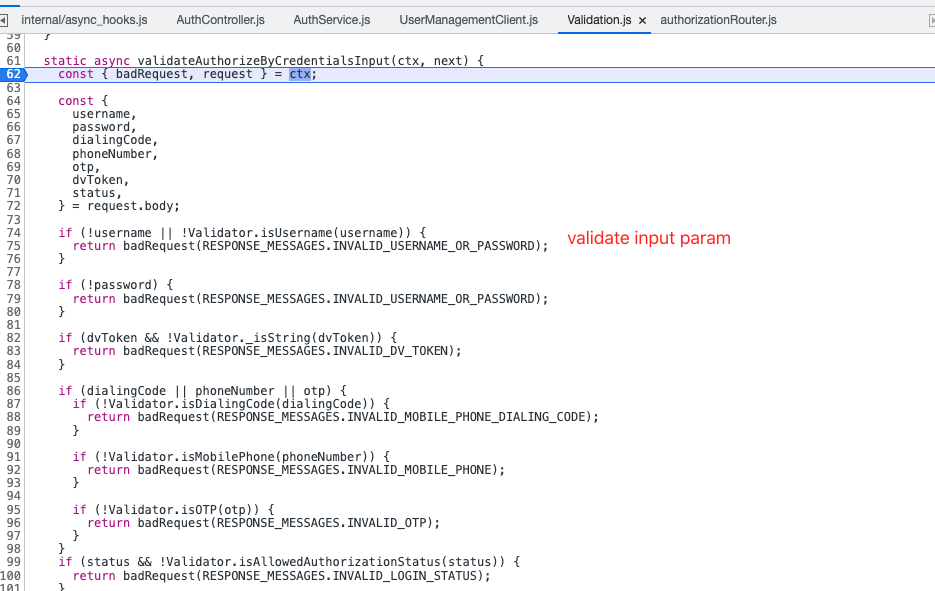 internal/async_hooks.js AuthController.js AuthService.js UserManagementClient.js Validation.js × authorizationRouter.js
59 }
60
61 static async validateAuthorizeByCredentialsInput(ctx, next) {
62 const { badRequest, request } = ctx;
63
64 const {
65 username,
66 password,
67 dialingCode,
68 phoneNumber,
69 otp,
70 dvToken,
71 status,
72 } = request.body;
73
74 if (!username || !Validator.isUsername(username)) {
75 return badRequest(RESPONSE_MESSAGES.INVALID_USERNAME_OR_PASSWORD); validate input param
76 }
77
78 if (!password) {
79 return badRequest(RESPONSE_MESSAGES.INVALID_USERNAME_OR_PASSWORD);
80 }
81
82 if (dvToken && !Validator._isString(dvToken)) {
83 return badRequest(RESPONSE_MESSAGES.INVALID_DV_TOKEN);
84 }
85
86 if (dialingCode || phoneNumber || otp) {
87 if (!Validator.isDialingCode(dialingCode)) {
88 return badRequest(RESPONSE_MESSAGES.INVALID_MOBILE_PHONE_DIALING_CODE);
89 }
90
91 if (!Validator.isMobilePhone(phoneNumber)) {
92 return badRequest(RESPONSE_MESSAGES.INVALID_MOBILE_PHONE);
93 }
94
95 if (!Validator.isOTP(otp)) {
96 return badRequest(RESPONSE_MESSAGES.INVALID_OTP);
97 }
98 }
99 if (status && !Validator.isAllowedAuthorizationStatus(status)) {
100 return badRequest(RESPONSE_MESSAGES.INVALID_LOGIN_STATUS);
101 }